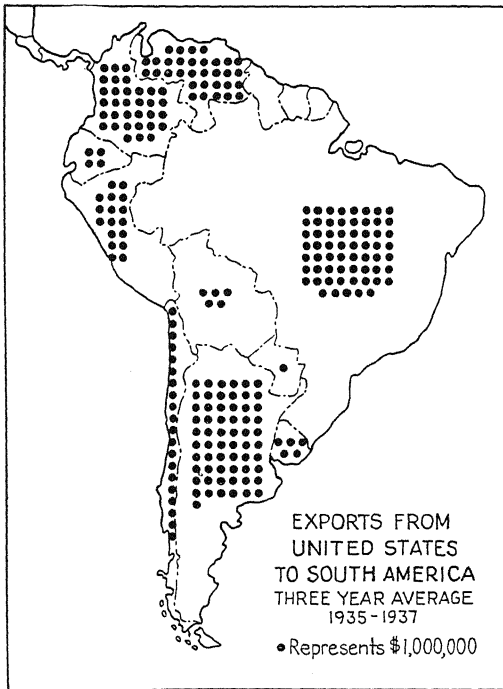 EXPORTS FROM
UNITED STATES
TO SOUTH AMERICA
THREE YEAR AVERAGE
1935-1937
Represents $1,000,000